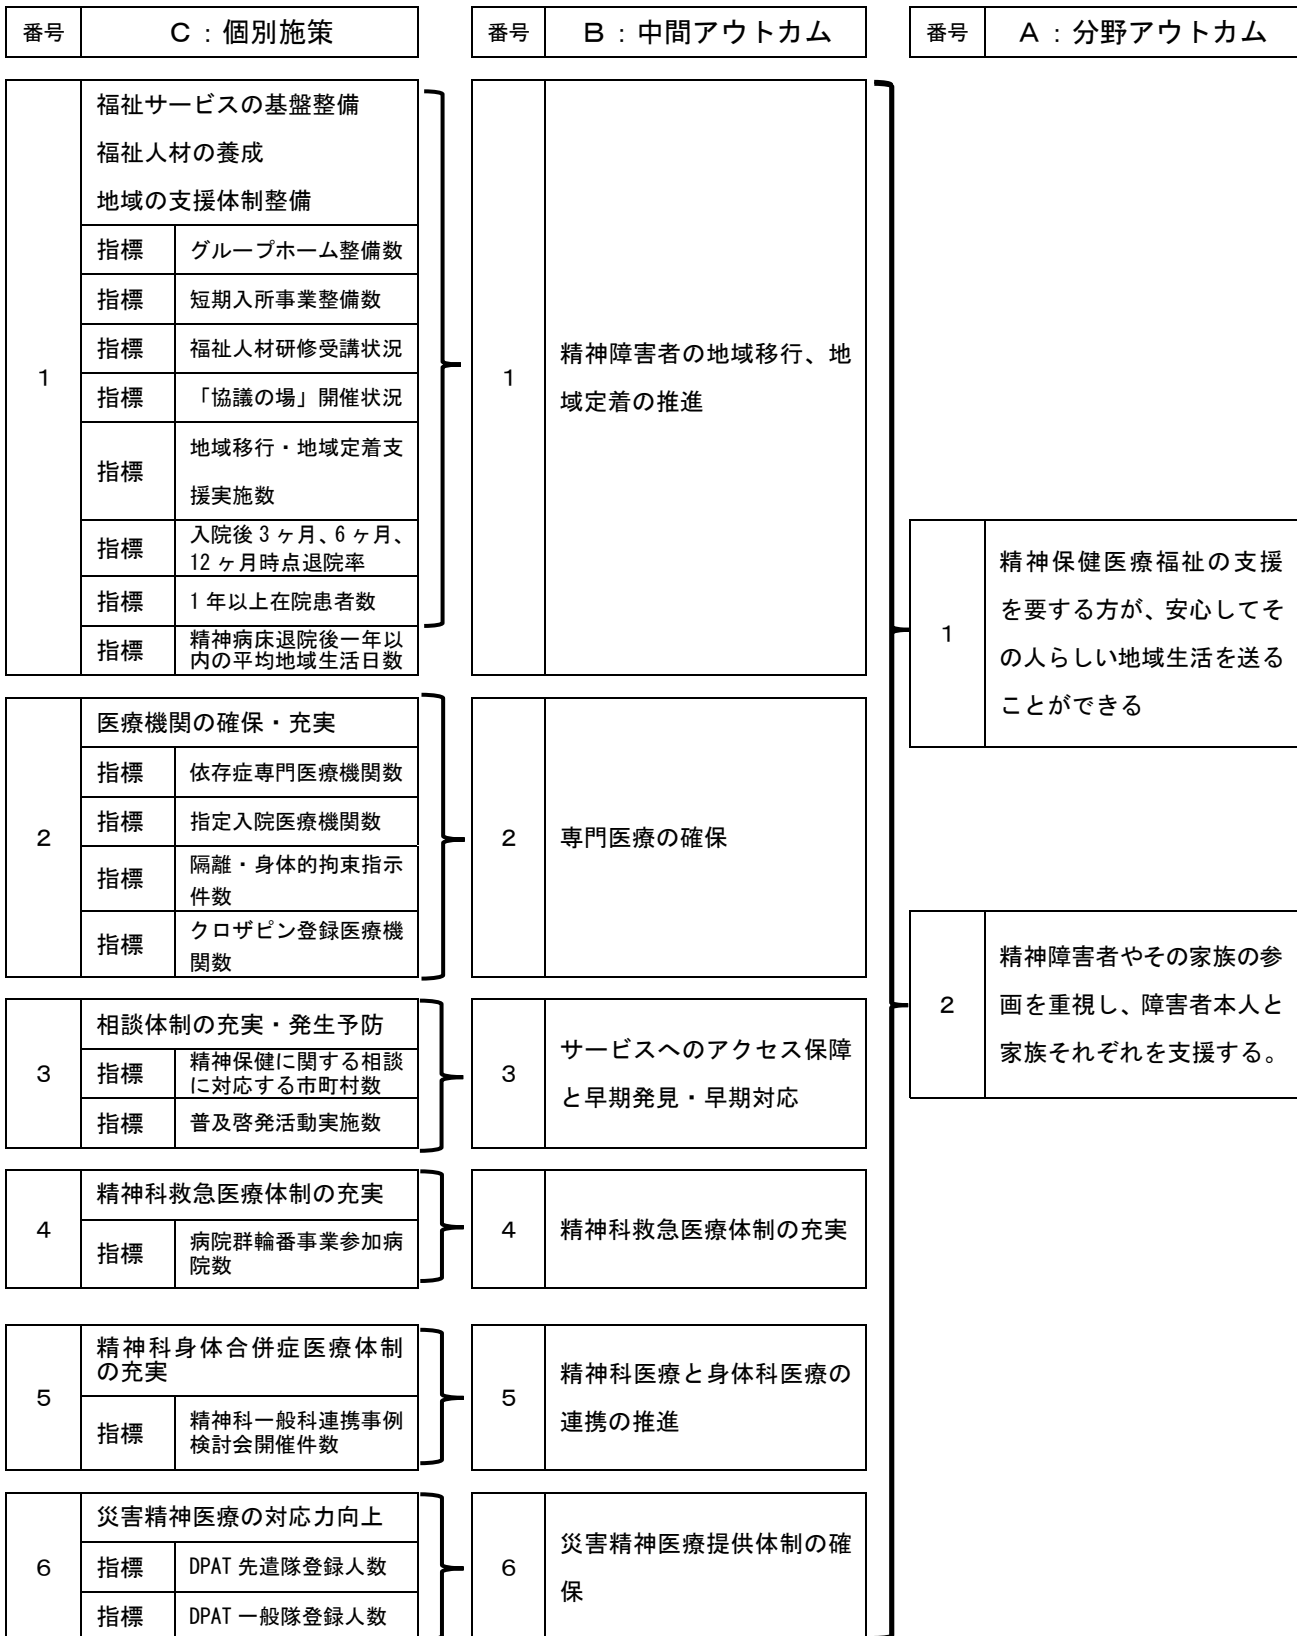 番号 C：個別施策 番号 B：中間アウトカム 番号 A：分野アウトカム
1
福祉サービスの基盤整備
福祉人材の養成
地域の支援体制整備
指標 グループホーム整備数
指標 短期入所事業整備数
指標 福祉人材研修受講状況
指標 「協議の場」開催状況
指標 地域移行・地域定着支
援実施数
指標 入院後3ヶ月、6ヶ月、
12ヶ月時点退院率
指標 1年以上在院患者数
指標 精神病床退院後一年以
内の平均地域生活日数
1
精神障害者の地域移行、地
域定着の推進
2
医療機関の確保・充実
指標 依存症専門医療機関数
指標 指定入院医療機関数
指標 隔離・身体的拘束指示
件数
指標 クロザピン登録医療機
関数
2
専門医療の確保
3
相談体制の充実・発生予防
指標 精神保健に関する相談
に対応する市町村数
指標 普及啓発活動実施数
3
サービスへのアクセス保障
と早期発見・早期対応
4
精神科救急医療体制の充実
指標 病院群輪番事業参加病
院数
4
精神科救急医療体制の充実
5
精神科身体合併症医療体制
の充実
指標 精神科一般科連携事例
検討会開催件数
5
精神科医療と身体科医療の
連携の推進
6
災害精神医療の対応力向上
指標 DPAT先遣隊登録人数
指標 DPAT一般隊登録人数
6
災害精神医療提供体制の確
保
1
精神保健医療福祉の支援
を要する方が、安心してそ
の人らしい地域生活を送る
ことができる
2
精神障害者やその家族の参
画を重視し、障害者本人と
家族それぞれを支援する。